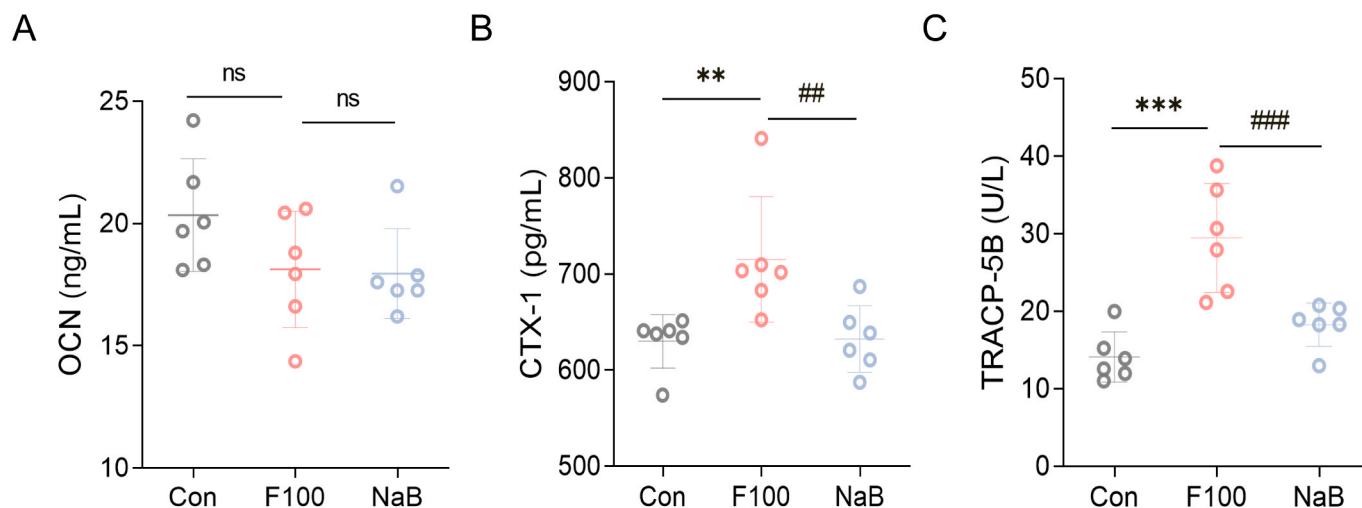 A
ns
ns
25
20
15
10
OCN (ng/mL)
Con F100 NaB
B
**
##
900
800
700
600
500
CTX-1 (pg/mL)
Con F100 NaB
C
***
###
50
40
30
20
10
0
TRACP-5B (U/L)
Con F100 NaB